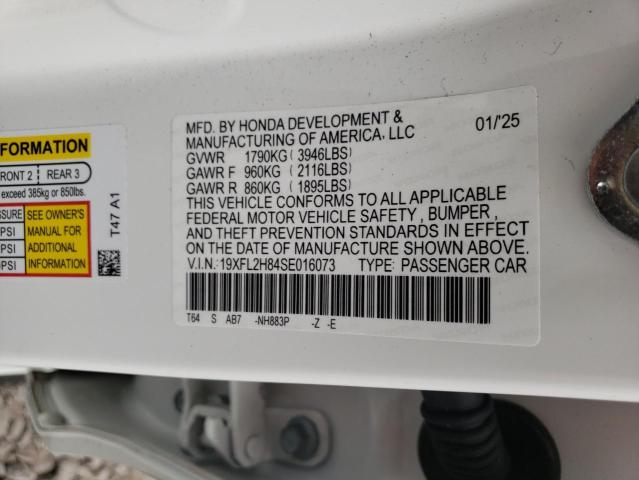 NFORMATION
FRONT 2 REAR 3
exceed 385kg or 850lbs.
SSURE SEE OWNER'S
PSI MANUAL FOR
PSI ADDITIONAL
PSI INFORMATION
T47 A1
MFD. BY HONDA DEVELOPMENT &
MANUFACTURING OF AMERICA, LLC 01/'25
GVWR 1790KG ( 3946LBS)
GAWR F 960KG ( 2116LBS)
GAWR R 860KG ( 1895LBS)
THIS VEHICLE CONFORMS TO ALL APPLICABLE
FEDERAL MOTOR VEHICLE SAFETY , BUMPER ,
AND THEFT PREVENTION STANDARDS IN EFFECT
ON THE DATE OF MANUFACTURE SHOWN ABOVE.
V.I.N.: 19XFL2H84SE016073 TYPE: PASSENGER CAR
T64 S AB7 -NH883P -Z -E